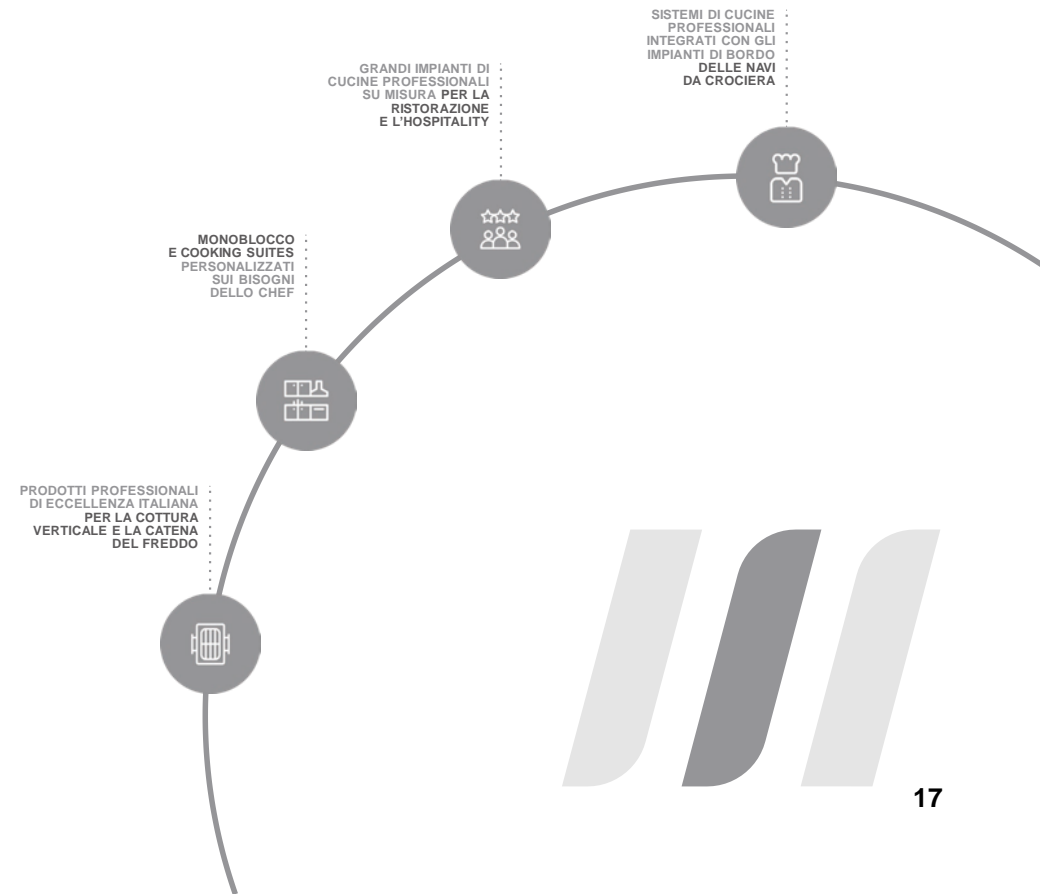 SISTEMI DI CUCINE
PROFESSIONALI
INTEGRATI CON GLI
IMPIANTI DI BORDO
DELLE NAVI
DA CROCIERA
GRANDI IMPIANTI DI
CUCINE PROFESSIONALI
SU MISURA PER LA
RISTORAZIONE
E L'HOSPITALITY
MONOBLOCCO
E COOKING SUITES
PERSONALIZZATI
SUI BISOGNI
DELLO CHEF
PRODOTTI PROFESSIONALI
DI ECCELLENZA ITALIANA
PER LA COTTURA
VERTICALE E LA CATENA
DEL FREDDO
17